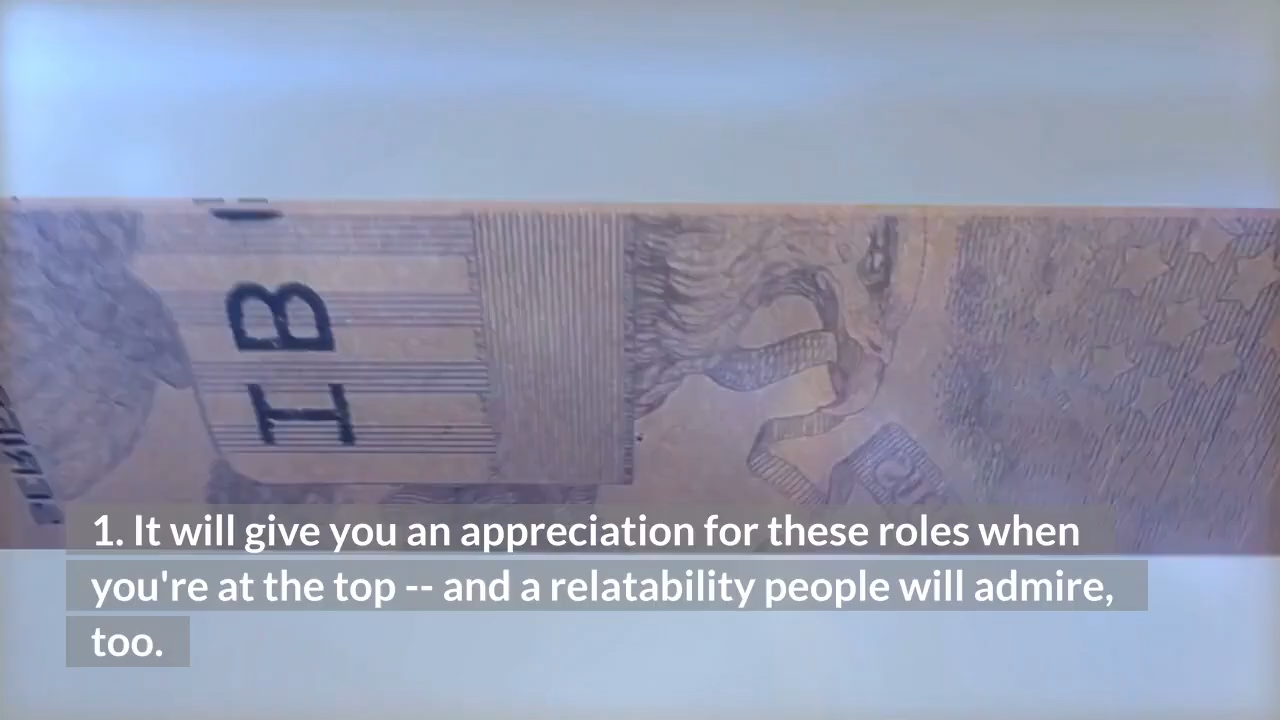 IB
1. It will give you an appreciation for these roles when
you're at the top -- and a relatability people will admire,
too.